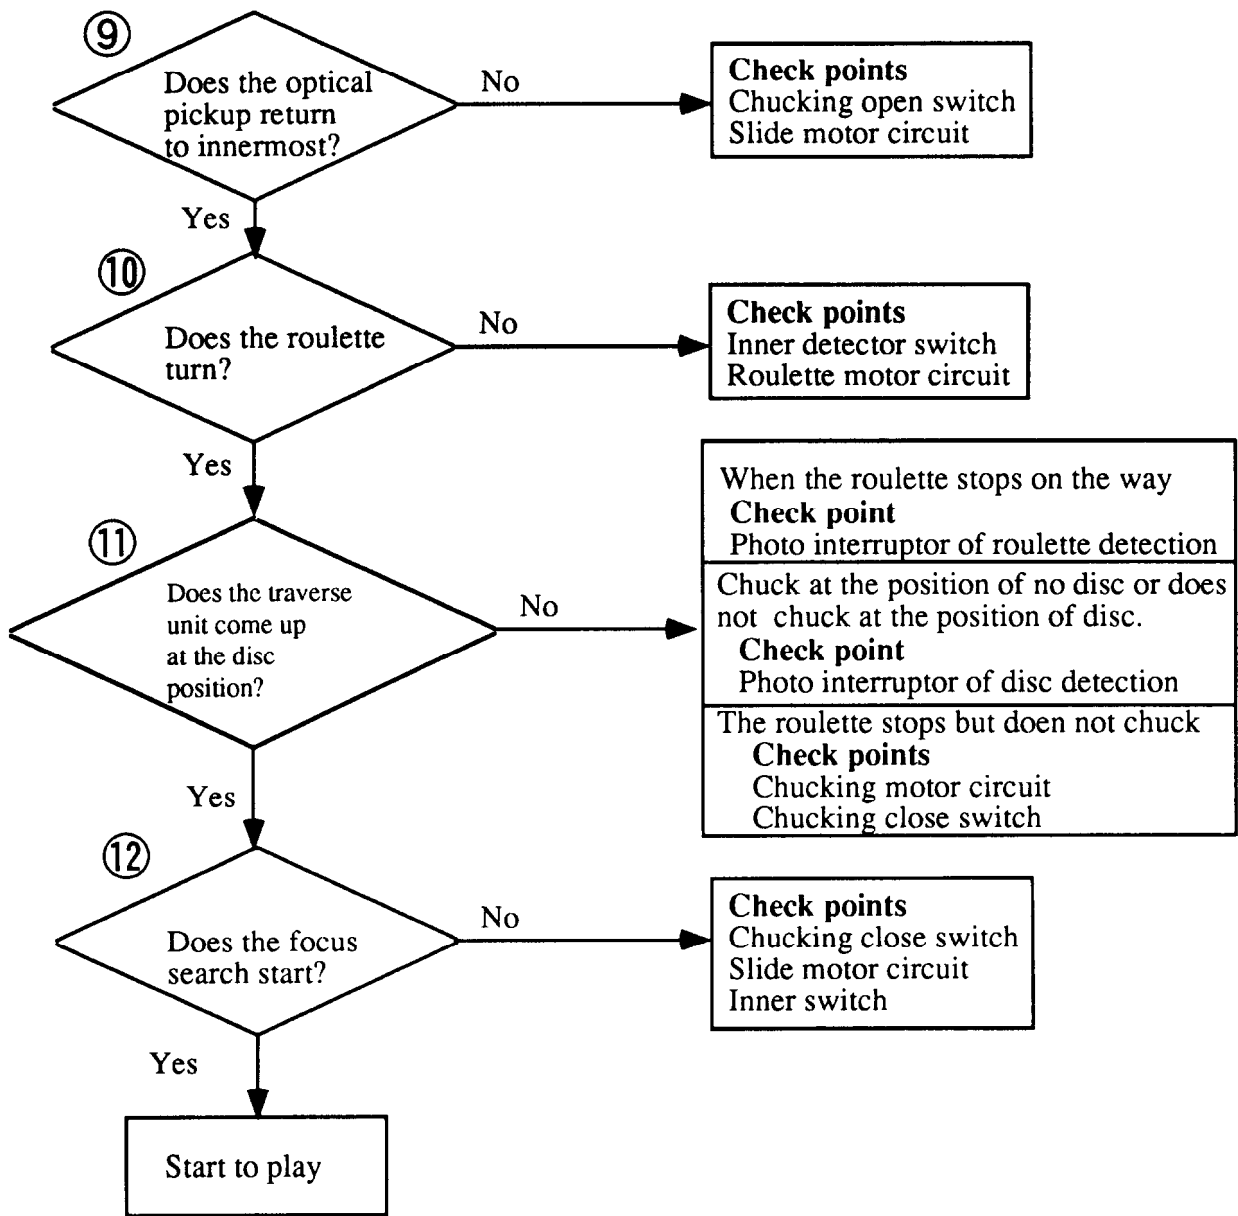 ⑨
Does the optical
pickup return
to innermost?
No
Check points
Chucking open switch
Slide motor circuit
Yes
⑩
Does the roulette
turn?
No
Check points
Inner detector switch
Roulette motor circuit
Yes
⑪
Does the traverse
unit come up
at the disc
position?
No
When the roulette stops on the way
Check point
Photo interruptor of roulette detection
Chuck at the position of no disc or does
not chuck at the position of disc.
Check point
Photo interruptor of disc detection
The roulette stops but doen not chuck
Check points
Chucking motor circuit
Chucking close switch
Yes
⑫
Does the focus
search start?
No
Check points
Chucking close switch
Slide motor circuit
Inner switch
Yes
Start to play